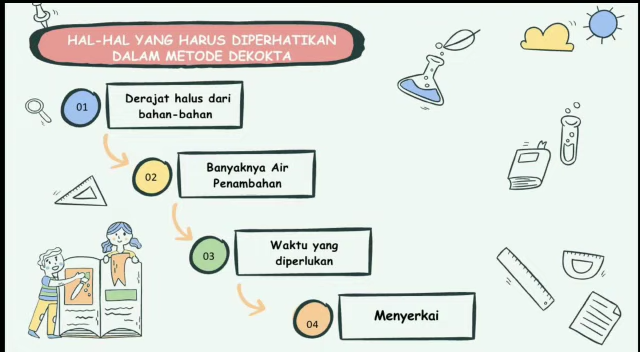 HAL-HAL YANG HARUS DIPERHATIKAN
DALAM METODE DEKOKTA
01
Derajat halus dari
bahan-bahan
02
Banyaknya Air
Penambahan
03
Waktu yang
diperlukan
04
Menyerkai